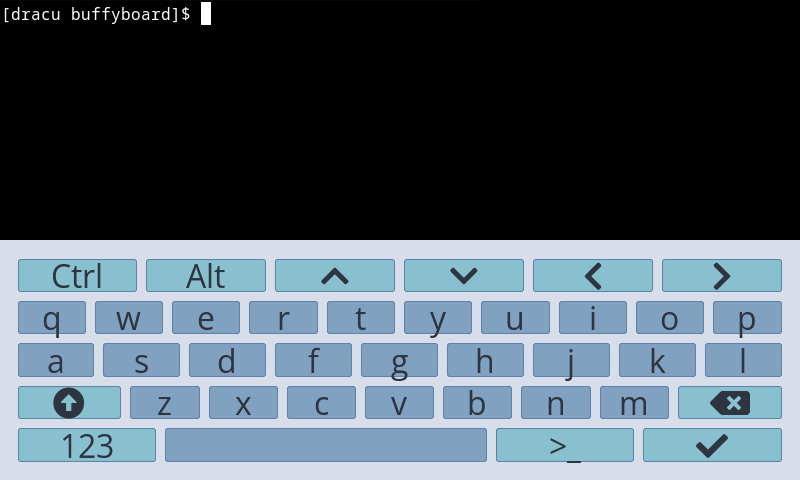 [dracu buffyboard]$
Ctrl Alt
q w e r t y u i o p
a s d f g h j k l
z x c v b n m
123 >_